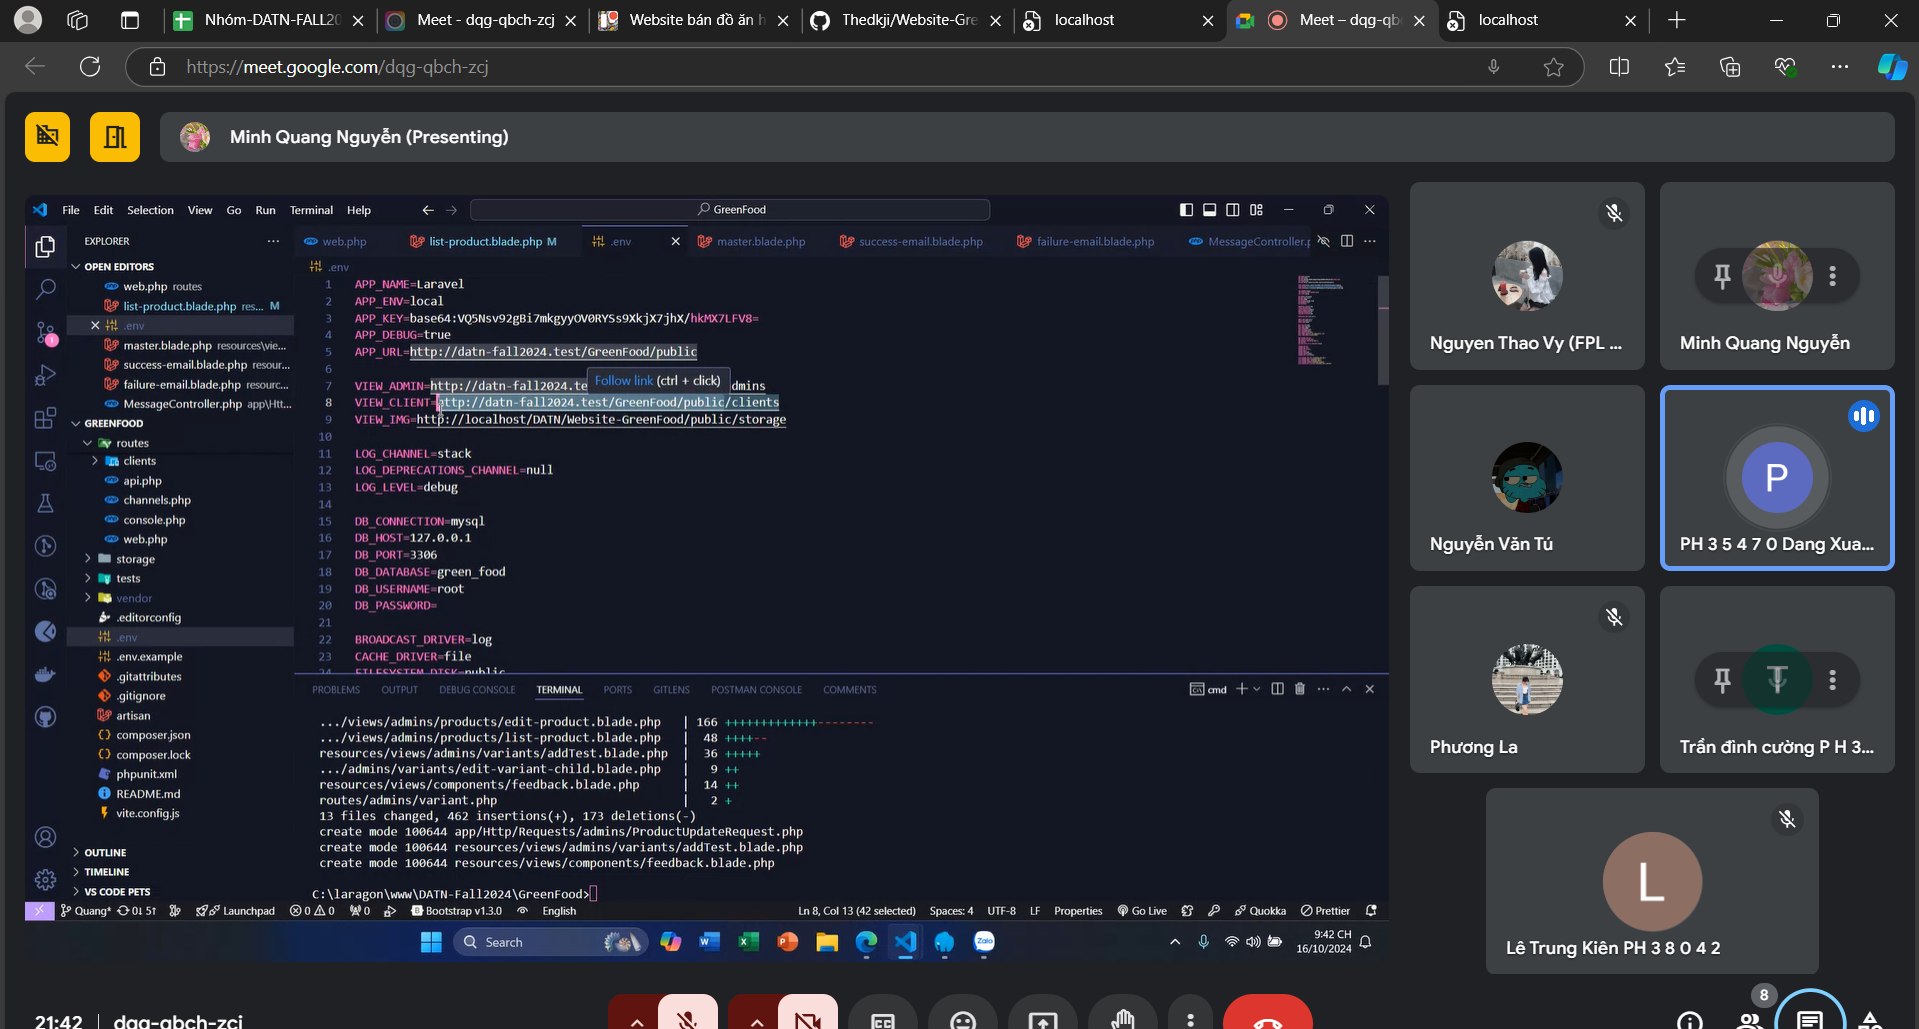 Nhóm-DATN-FALL20
Meet - dqg-qbch-zcj
Website bán đồ ăn h
Thedkji/Website-Gre
localhost
Meet – dqg-qb
localhost
https://meet.google.com/dqg-qbch-zcj
Minh Quang Nguyễn (Presenting)
File Edit Selection View Go Run Terminal Help
GreenFood
EXPLORER
web.php
list-product.blade.php M
.env
master.blade.php
success-email.blade.php
failure-email.blade.php
MessageController.p
OPEN EDITORS
web.php routes
list-product.blade.php res... M
.env
master.blade.php resources\vie...
success-email.blade.php resour...
failure-email.blade.php resourc...
MessageController.php app\Htt...
GREENFOOD
routes
clients
api.php
channels.php
console.php
web.php
storage
tests
vendor
.editorconfig
.env
.env.example
.gitattributes
.gitignore
artisan
composer.json
composer.lock
phpunit.xml
README.md
vite.config.js
OUTLINE
TIMELINE
VS CODE PETS
.env
1 APP_NAME=Laravel
2 APP_ENV=local
3 APP_KEY=base64:VQ5Nsv92gBi7mkgyyOV0RYSs9XkjX7jhX/hkMX7LFV8=
4 APP_DEBUG=true
5 APP_URL=http://datn-fall2024.test/GreenFood/public
6
7 VIEW_ADMIN=http://datn-fall2024.te dmins
Follow link (ctrl + click)
8 VIEW_CLIENT=http://datn-fall2024.test/GreenFood/public/clients
9 VIEW_IMG=http://localhost/DATN/Website-GreenFood/public/storage
10
11 LOG_CHANNEL=stack
12 LOG_DEPRECATIONS_CHANNEL=null
13 LOG_LEVEL=debug
14
15 DB_CONNECTION=mysql
16 DB_HOST=127.0.0.1
17 DB_PORT=3306
18 DB_DATABASE=green_food
19 DB_USERNAME=root
20 DB_PASSWORD=
21
22 BROADCAST_DRIVER=log
23 CACHE_DRIVER=file
24 FILESYSTEM_DISK=public
PROBLEMS OUTPUT DEBUG CONSOLE TERMINAL PORTS GITLENS POSTMAN CONSOLE COMMENTS
cmd
.../views/admins/products/edit-product.blade.php | 166 +++++++++++++--------
.../views/admins/products/list-product.blade.php | 48 ++++--
resources/views/admins/variants/addTest.blade.php | 36 +++++
.../admins/variants/edit-variant-child.blade.php | 9 ++
resources/views/components/feedback.blade.php | 14 ++
routes/admins/variant.php | 2 +
13 files changed, 462 insertions(+), 173 deletions(-)
create mode 100644 app/Http/Requests/admins/ProductUpdateRequest.php
create mode 100644 resources/views/admins/variants/addTest.blade.php
create mode 100644 resources/views/components/feedback.blade.php
C:\laragon\www\DATN-Fall2024\GreenFood>
Quang* 0↓ 5↑ Launchpad 0 0 0 Bootstrap v1.3.0 English
Ln 8, Col 13 (42 selected) Spaces: 4 UTF-8 LF Properties Go Live Quokka Prettier
Search
Zalo
9:42 CH
16/10/2024
Nguyen Thao Vy (FPL ...
Minh Quang Nguyễn
Nguyễn Văn Tú
P
PH 3 5 4 7 0 Dang Xua...
Phương La
T
Trần đình cường P H 3...
L
Lê Trung Kiên PH 3 8 0 4 2
21:42 | dqg-qbch-zcj
8